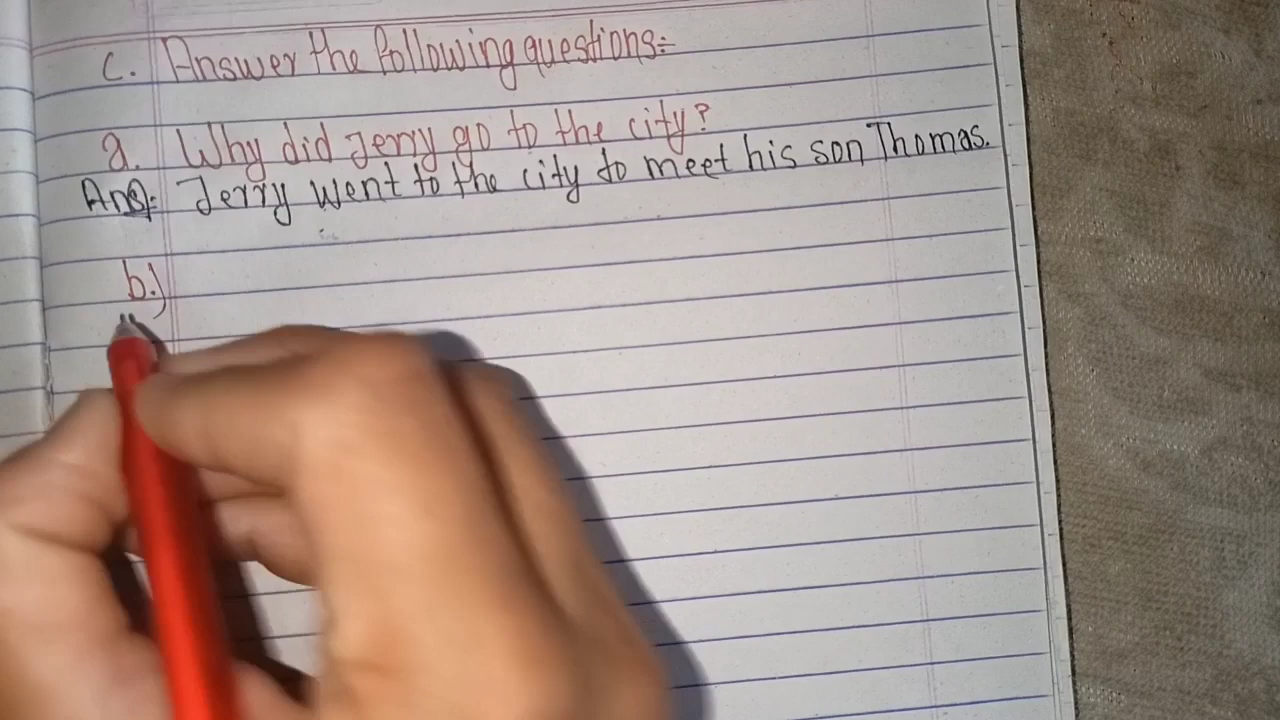 C. Answer the following questions:-
a. Why did Jerry go to the city?
Ans:- Jerry went to the city to meet his son Thomas.
b.)